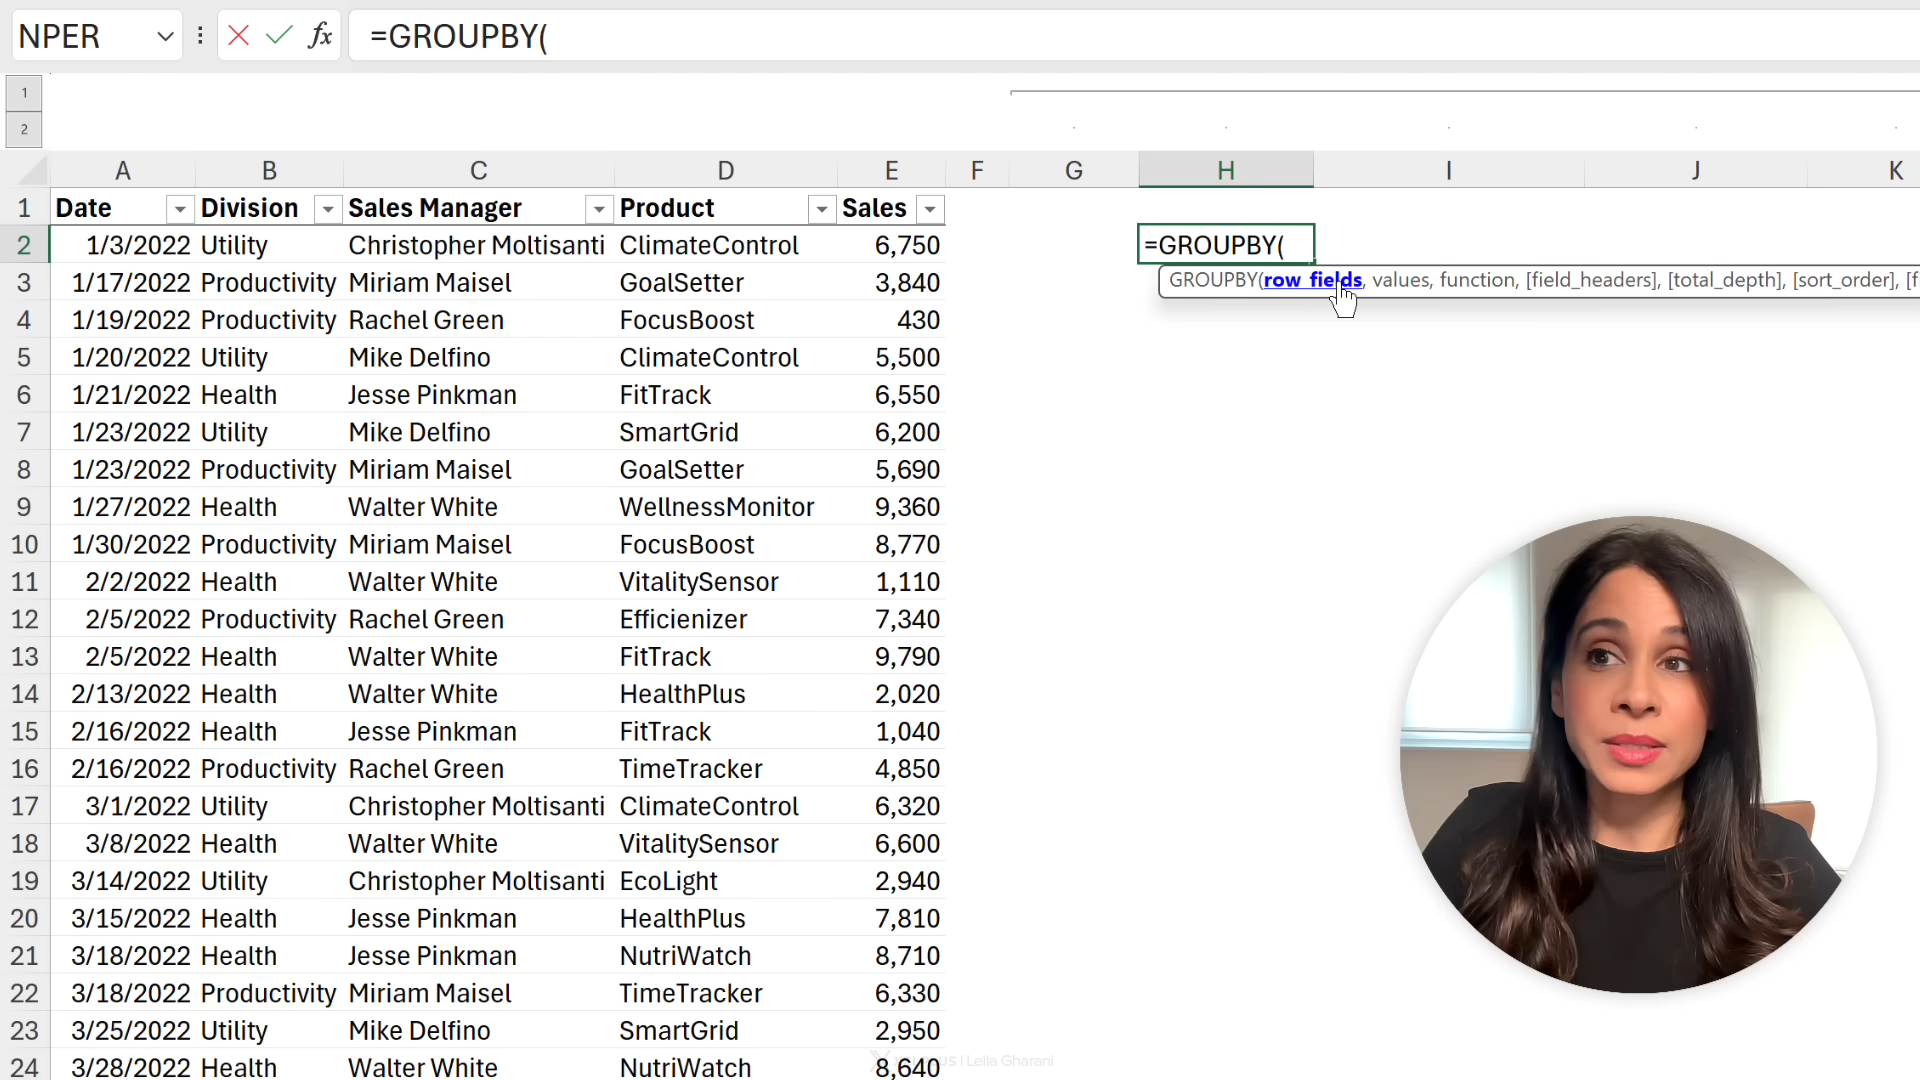 NPER fx =GROUPBY(
1
2
A B C D E F G H I J K
1 Date Division Sales Manager Product Sales
2 1/3/2022 Utility Christopher Moltisanti ClimateControl 6,750 =GROUPBY(
GROUPBY(row_fields, values, function, [field_headers], [total_depth], [sort_order], [f
3 1/17/2022 Productivity Miriam Maisel GoalSetter 3,840
4 1/19/2022 Productivity Rachel Green FocusBoost 430
5 1/20/2022 Utility Mike Delfino ClimateControl 5,500
6 1/21/2022 Health Jesse Pinkman FitTrack 6,550
7 1/23/2022 Utility Mike Delfino SmartGrid 6,200
8 1/23/2022 Productivity Miriam Maisel GoalSetter 5,690
9 1/27/2022 Health Walter White WellnessMonitor 9,360
10 1/30/2022 Productivity Miriam Maisel FocusBoost 8,770
11 2/2/2022 Health Walter White VitalitySensor 1,110
12 2/5/2022 Productivity Rachel Green Efficienizer 7,340
13 2/5/2022 Health Walter White FitTrack 9,790
14 2/13/2022 Health Walter White HealthPlus 2,020
15 2/16/2022 Health Jesse Pinkman FitTrack 1,040
16 2/16/2022 Productivity Rachel Green TimeTracker 4,850
17 3/1/2022 Utility Christopher Moltisanti ClimateControl 6,320
18 3/8/2022 Health Walter White VitalitySensor 6,600
19 3/14/2022 Utility Christopher Moltisanti EcoLight 2,940
20 3/15/2022 Health Jesse Pinkman HealthPlus 7,810
21 3/18/2022 Health Jesse Pinkman NutriWatch 8,710
22 3/18/2022 Productivity Miriam Maisel TimeTracker 6,330
23 3/25/2022 Utility Mike Delfino SmartGrid 2,950
24 3/28/2022 Health Walter White NutriWatch 8,640
| Leila Gharani